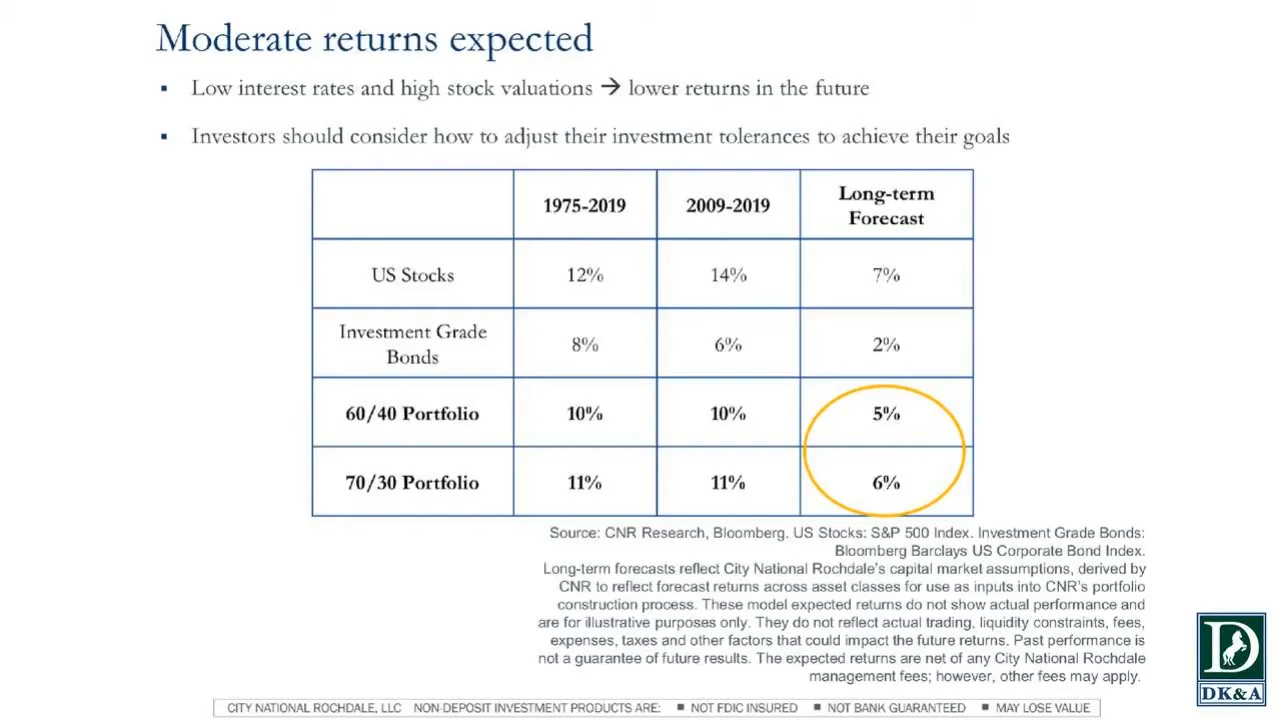 Moderate returns expected
▪ Low interest rates and high stock valuations → lower returns in the future
▪ Investors should consider how to adjust their investment tolerances to achieve their goals
1975-2019 2009-2019 Long-term Forecast
US Stocks 12% 14% 7%
Investment Grade Bonds 8% 6% 2%
60/40 Portfolio 10% 10% 5%
70/30 Portfolio 11% 11% 6%
Source: CNR Research, Bloomberg. US Stocks: S&P 500 Index. Investment Grade Bonds:
Bloomberg Barclays US Corporate Bond Index.
Long-term forecasts reflect City National Rochdale's capital market assumptions, derived by
CNR to reflect forecast returns across asset classes for use as inputs into CNR's portfolio
construction process. These model expected returns do not show actual performance and
are for illustrative purposes only. They do not reflect actual trading, liquidity constraints, fees,
expenses, taxes and other factors that could impact the future returns. Past performance is
not a guarantee of future results. The expected returns are net of any City National Rochdale
management fees; however, other fees may apply.
D
DK&A
CITY NATIONAL ROCHDALE, LLC NON-DEPOSIT INVESTMENT PRODUCTS ARE: ■ NOT FDIC INSURED ■ NOT BANK GUARANTEED ■ MAY LOSE VALUE